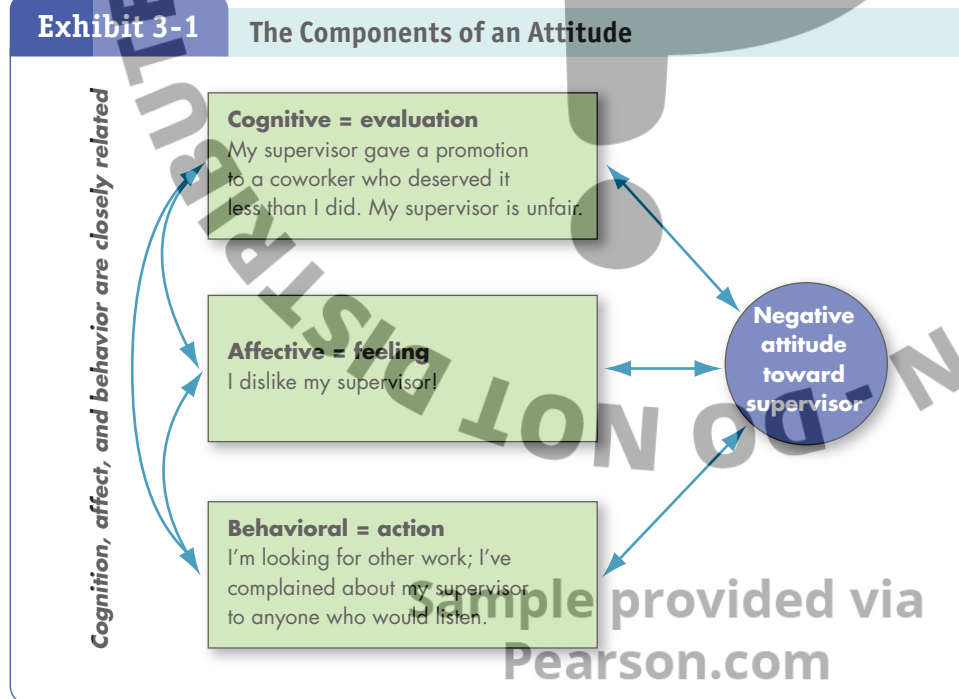 Exhibit 3-1
The Components of an Attitude
Cognition, affect, and behavior are closely related
Cognitive = evaluation
My supervisor gave a promotion
to a coworker who deserved it
less than I did. My supervisor is unfair.
Affective = feeling
I dislike my supervisor!
Behavioral = action
I'm looking for other work; I've
complained about my supervisor
to anyone who would listen.
Negative
attitude
toward
supervisor
N - DO NOT DISTRIBUTE
Sample provided via
Pearson.com